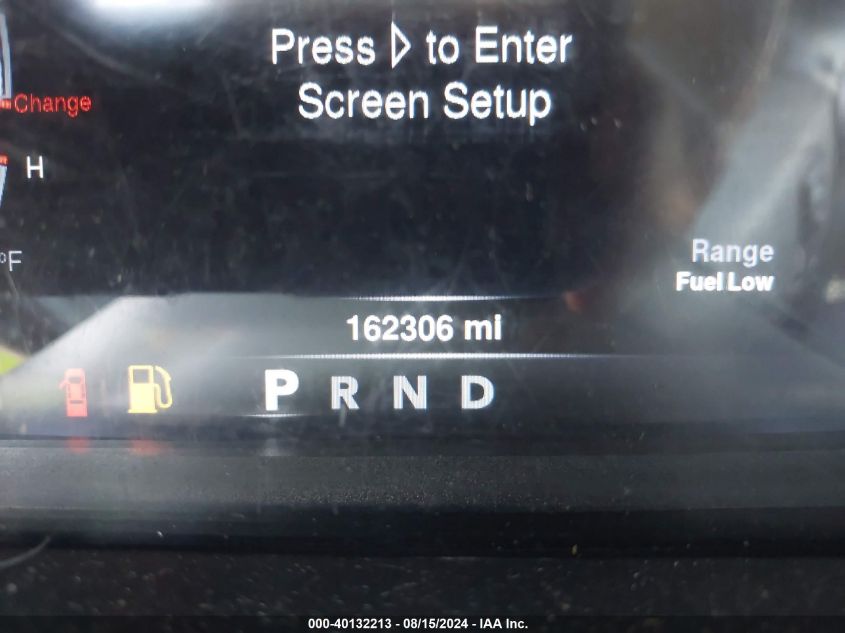 Press ▷ to Enter
Screen Setup
Change
H
°F
Range
Fuel Low
162306 mi
P R N D
000-40132213 - 08/15/2024 - IAA Inc.